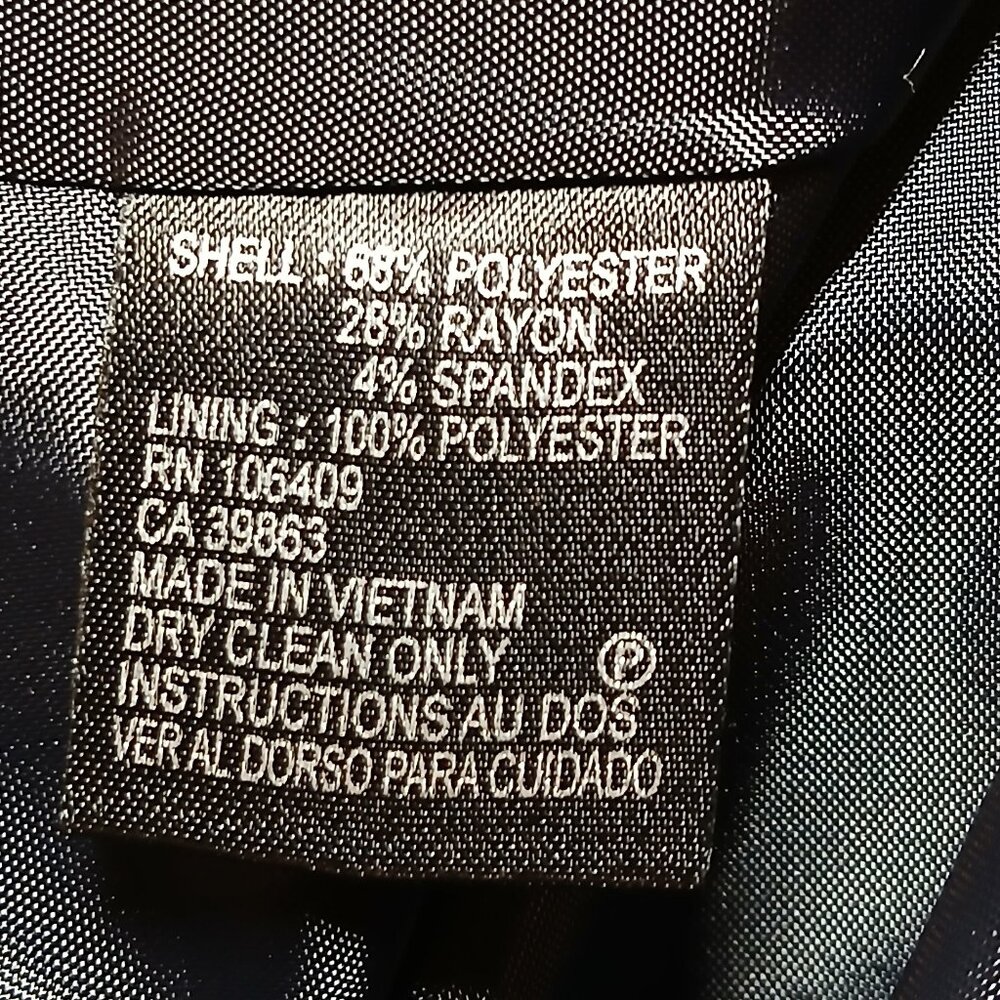 SHELL : 68% POLYESTER
28% RAYON
4% SPANDEX
LINING : 100% POLYESTER
RN 106409
CA 39863
MADE IN VIETNAM
DRY CLEAN ONLY Ⓟ
INSTRUCTIONS AU DOS
VER AL DORSO PARA CUIDADO